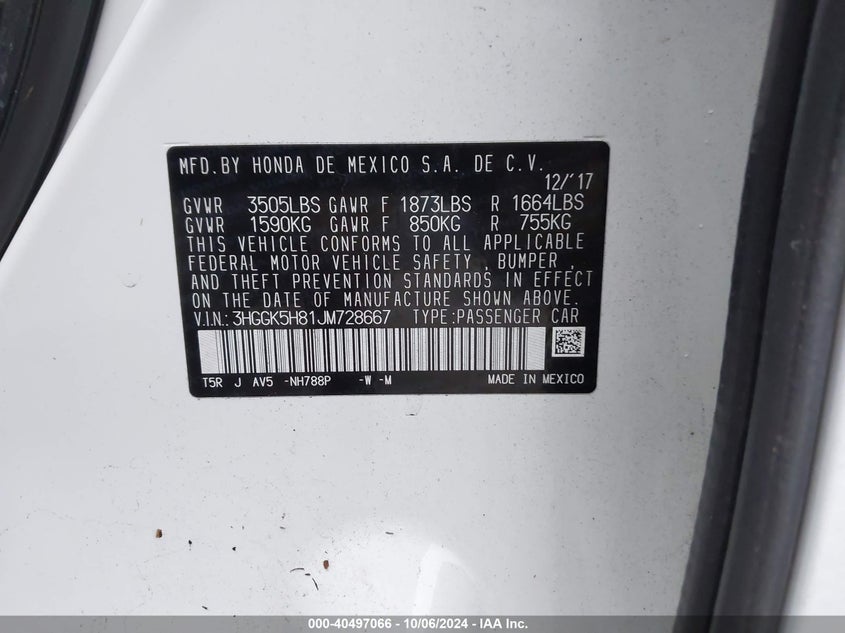 MFD.BY HONDA DE MEXICO S.A. DE C.V.
12/'17
GVWR 3505LBS GAWR F 1873LBS R 1664LBS
GVWR 1590KG GAWR F 850KG R 755KG
THIS VEHICLE CONFORMS TO ALL APPLICABLE
FEDERAL MOTOR VEHICLE SAFETY , BUMPER ,
AND THEFT PREVENTION STANDARDS IN EFFECT
ON THE DATE OF MANUFACTURE SHOWN ABOVE.
V.I.N.:3HGGK5H81JM728667 TYPE:PASSENGER CAR
T5R J AV5 -NH788P -W -M MADE IN MEXICO
000-40497066 - 10/06/2024 - IAA Inc.